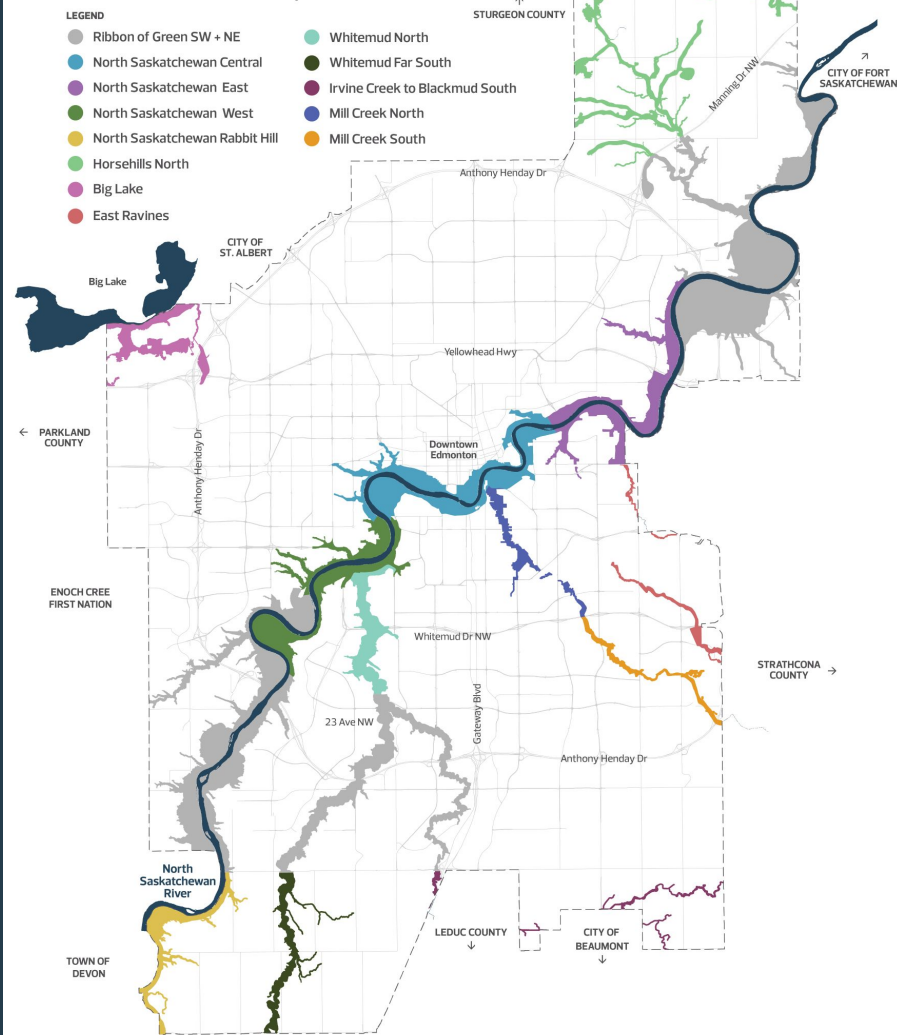 LEGEND
Ribbon of Green SW + NE
North Saskatchewan Central
North Saskatchewan East
North Saskatchewan West
North Saskatchewan Rabbit Hill
Horsehills North
Big Lake
East Ravines
Whitemud North
Whitemud Far South
Irvine Creek to Blackmud South
Mill Creek North
Mill Creek South
STURGEON COUNTY
Manning Dr NW
CITY OF FORT
SASKATCHEWAN
Anthony Henday Dr
CITY OF
ST. ALBERT
Big Lake
Yellowhead Hwy
PARKLAND
COUNTY
Anthony Henday Dr
Downtown
Edmonton
ENOCH CREE
FIRST NATION
Whitemud Dr NW
STRATHCONA
COUNTY
Gateway Blvd
23 Ave NW
Anthony Henday Dr
North
Saskatchewan
River
LEDUC COUNTY
CITY OF
BEAUMONT
TOWN OF
DEVON